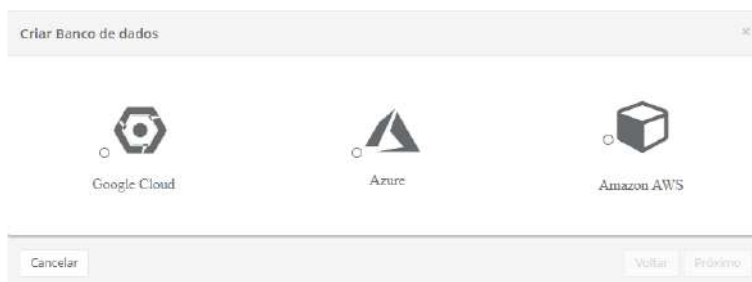 Criar Banco de dados ×
Google Cloud Azure Amazon AWS
Cancelar Voltar Próximo